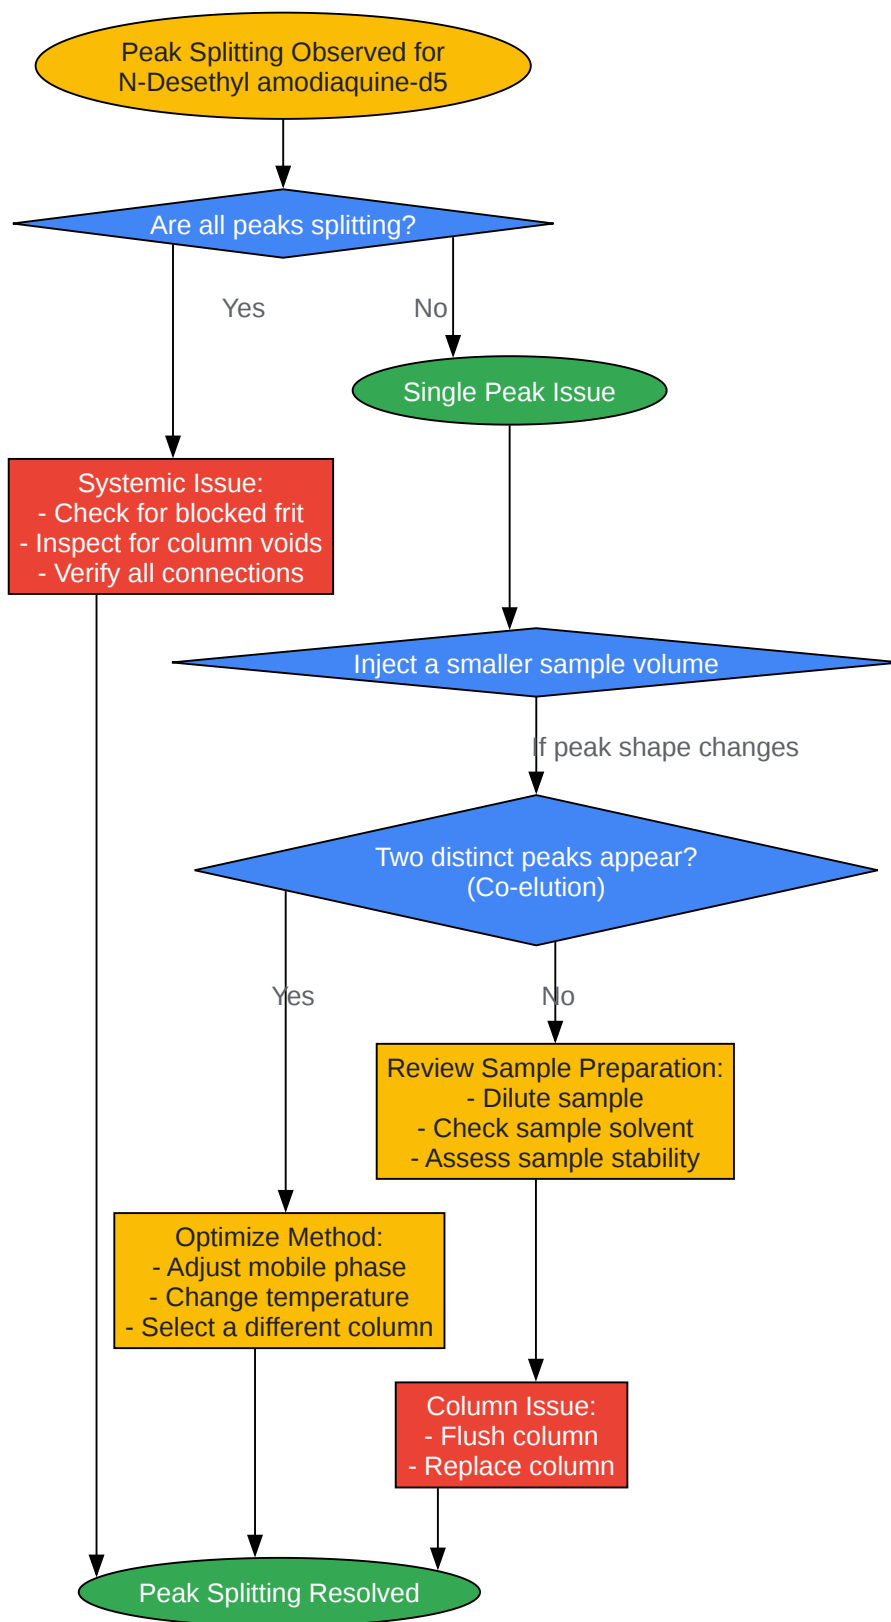 Peak Splitting Observed for
N-Desethyl amodiaquine-d5
Are all peaks splitting?
Yes
No
Single Peak Issue
Systemic Issue:
- Check for blocked frit
- Inspect for column voids
- Verify all connections
Inject a smaller sample volume
If peak shape changes
Two distinct peaks appear?
(Co-elution)
Yes
No
Review Sample Preparation:
- Dilute sample
- Check sample solvent
- Assess sample stability
Optimize Method:
- Adjust mobile phase
- Change temperature
- Select a different column
Column Issue:
- Flush column
- Replace column
Peak Splitting Resolved